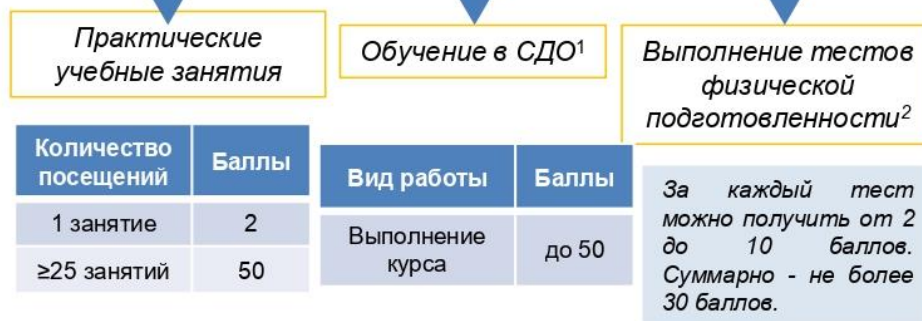 Практические
учебные занятия
Количество посещений Баллы
1 занятие 2
≥25 занятий 50
Обучение в СДО¹
Вид работы Баллы
Выполнение курса до 50
Выполнение тестов
физической
подготовленности²
За каждый тест
можно получить от 2
до 10 баллов.
Суммарно - не более
30 баллов.